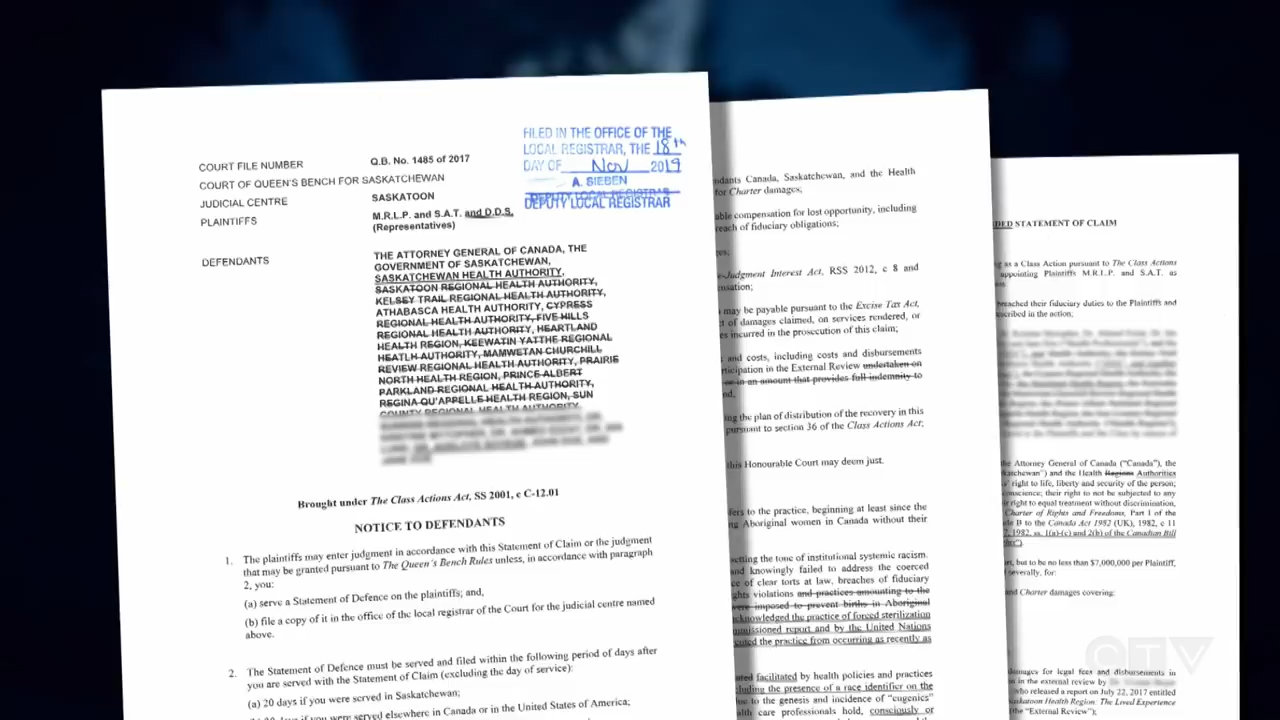 COURT FILE NUMBER
Q.B. No. 1485 of 2017
COURT OF QUEEN'S BENCH FOR SASKATCHEWAN
JUDICIAL CENTRE
SASKATOON
PLAINTIFFS
M.R.L.P. and S.A.T. and D.D.S.
(Representatives)
FILED IN THE OFFICE OF THE
LOCAL REGISTRAR, THE 18th
DAY OF Nov 2019
A. SIEBEN
DEPUTY LOCAL REGISTRAR
DEPUTY LOCAL REGISTRAR
DEFENDANTS
THE ATTORNEY GENERAL OF CANADA, THE
GOVERNMENT OF SASKATCHEWAN,
SASKATCHEWAN HEALTH AUTHORITY,
SASKATOON REGIONAL HEALTH AUTHORITY,
KELSEY TRAIL REGIONAL HEALTH AUTHORITY,
ATHABASCA HEALTH AUTHORITY, CYPRESS
REGIONAL HEALTH AUTHORITY, FIVE HILLS
REGIONAL HEALTH AUTHORITY, HEARTLAND
HEALTH REGION, KEEWATIN YATTHE REGIONAL
HEATLH AUTHORITY, MAMWETAN CHURCHILL
REVIEW REGIONAL HEALTH AUTHORITY, PRAIRIE
NORTH HEALTH REGION, PRINCE ALBERT
PARKLAND REGIONAL HEALTH AUTHORITY,
REGINA QU'APPELLE HEALTH REGION, SUN
COUNTY REGIONAL HEALTH AUTHORITY,
Brought under The Class Actions Act, SS 2001, c C-12.01
NOTICE TO DEFENDANTS
1. The plaintiffs may enter judgment in accordance with this Statement of Claim or the judgment
that may be granted pursuant to The Queen's Bench Rules unless, in accordance with paragraph
2, you:
(a) serve a Statement of Defence on the plaintiffs; and,
(b) file a copy of it in the office of the local registrar of the Court for the judicial centre named
above.
2. The Statement of Defence must be served and filed within the following period of days after
you are served with the Statement of Claim (excluding the day of service):
(a) 20 days if you were served in Saskatchewan;
if you were served elsewhere in Canada or in the United States of America;
ndants Canada, Saskatchewan, and the Health
for Charter damages;
able compensation for lost opportunity, including
reach of fiduciary obligations;
es;
e-Judgment Interest Act, RSS 2012, c 8 and
nsation;
may be payable pursuant to the Excise Tax Act,
t of damages claimed, on services rendered, or
es incurred in the prosecution of this claim;
and costs, including costs and disbursements
ticipation in the External Review undertaken on
or in an amount that provides full indemnity to
nd.
ing the plan of distribution of the recovery in this
pursuant to section 36 of the Class Actions Act,
this Honourable Court may deem just.
fers to the practice, beginning at least since the
ng Aboriginal women in Canada without their
etting the tone of institutional systemic racism.
and knowingly failed to address the coerced
ce of clear torts at law, breaches of fiduciary
ghts violations and practices amounting to the
were imposed to prevent births in Aboriginal
cknowledged the practice of forced sterilization
mmissioned report and by the United Nations
ented the practice from occurring as recently as
ated facilitated by health policies and practices
cluding the presence of a race identifier on the
ue to the genesis and incidence of "eugenics"
lth care professionals hold, consciously or
DED STATEMENT OF CLAIM
g as a Class Action pursuant to The Class Actions
appointing Plaintiffs M.R.L.P. and S.A.T. as
breached their fiduciary duties to the Plaintiffs and
scribed in the action;
the Attorney General of Canada ("Canada"), the
katchewan") and the Health Regions Authorities
s' right to life, liberty and security of the person;
nscience; their right to not be subjected to any
r right to equal treatment without discrimination,
Charter of Rights and Freedoms, Part I of the
le B to the Canada Act 1982 (UK), 1982, c 11
7, 1982, ss. 1(a)-(c) and 2(b) of the Canadian Bill
rt, but to be no less than $7,000,000 per Plaintiff,
severally, for:
and Charter damages covering:
damages for legal fees and disbursements
n in the external review by
who released a report on July 22, 2017 entitled
askatoon Health Region: The Lived Experience
the "External Review");
CTV